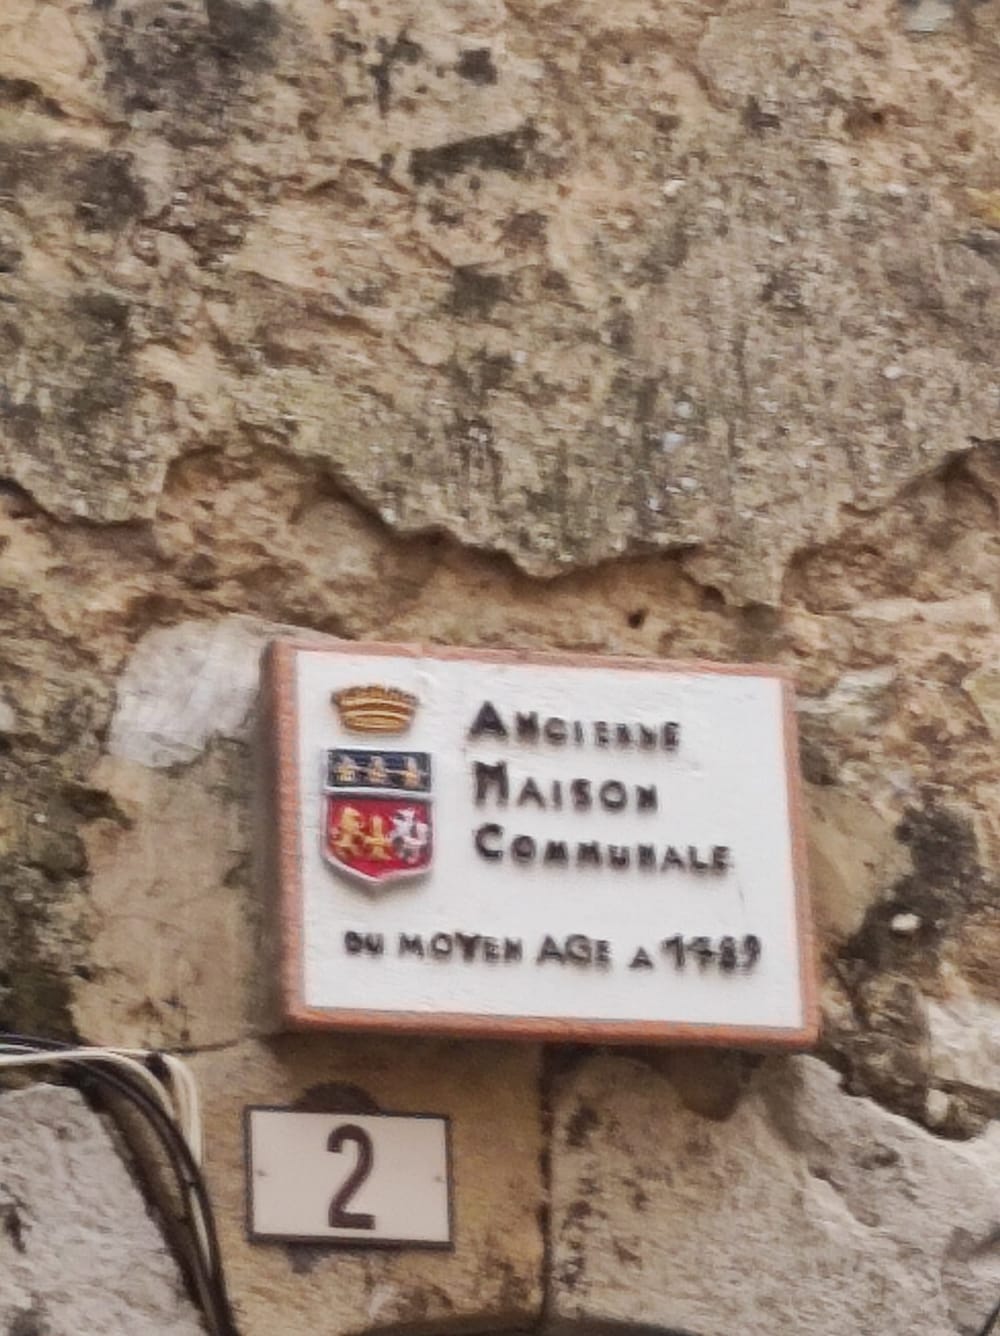 ANCIENNE
MAISON
COMMUNALE
DU MOYEN AGE A 1789
2